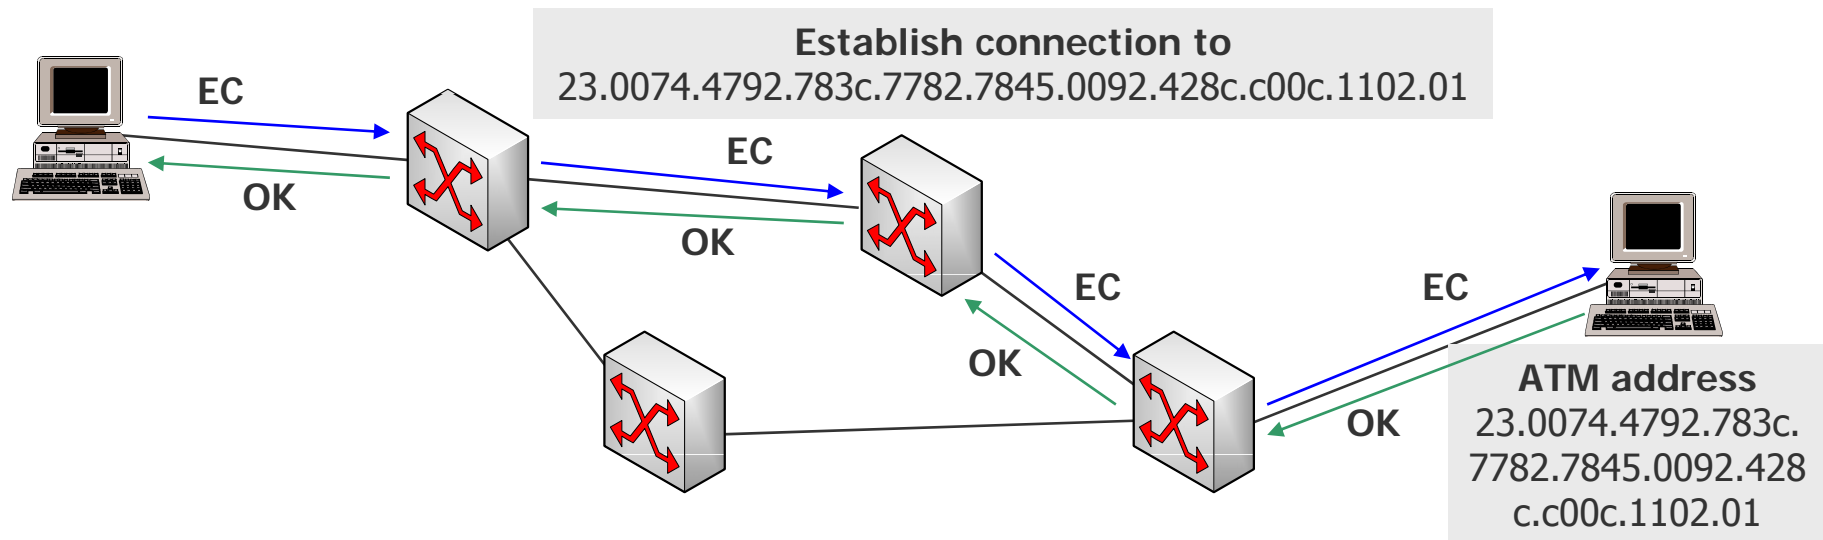 Establish connection to
23.0074.4792.783c.7782.7845.0092.428c.c00c.1102.01
EC
EC
OK
OK
EC
EC
OK
OK
ATM address
23.0074.4792.783c.
7782.7845.0092.428
c.c00c.1102.01